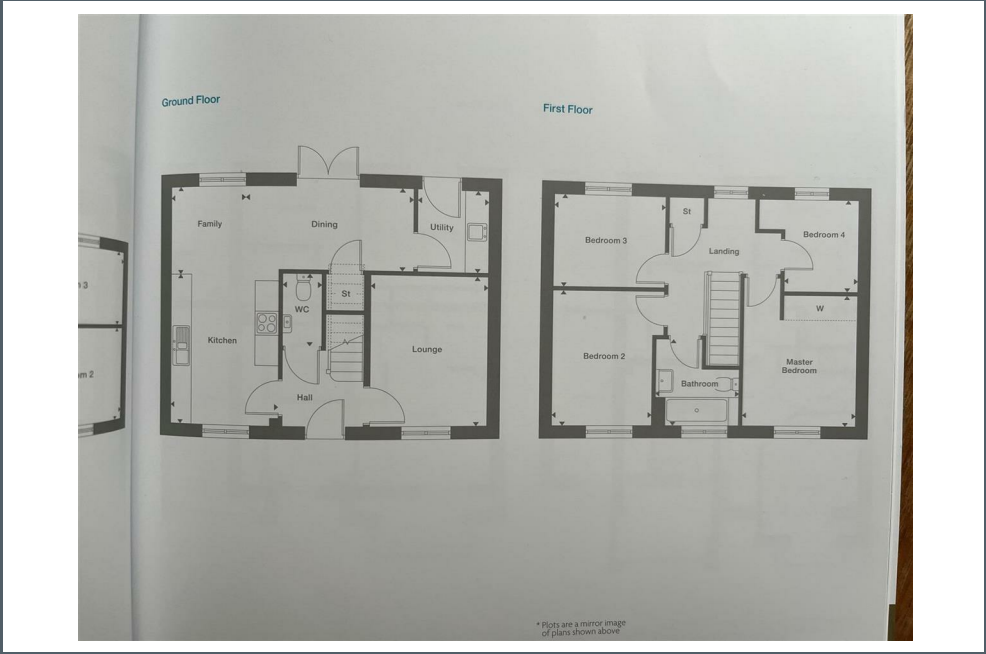 Ground Floor
First Floor
Family
Dining
Utility
St
WC
Kitchen
Lounge
Hall
St
Bedroom 3
Landing
Bedroom 4
W
Bedroom 2
Master
Bedroom
Bathroom
3
m 2
* Plots are a mirror image
of plans shown above